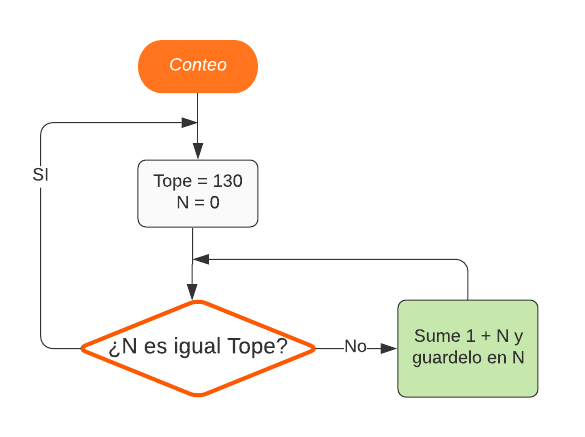 Conteo
SI
Tope = 130
N = 0
¿N es igual Tope?
No
Sume 1 + N y
guardelo en N